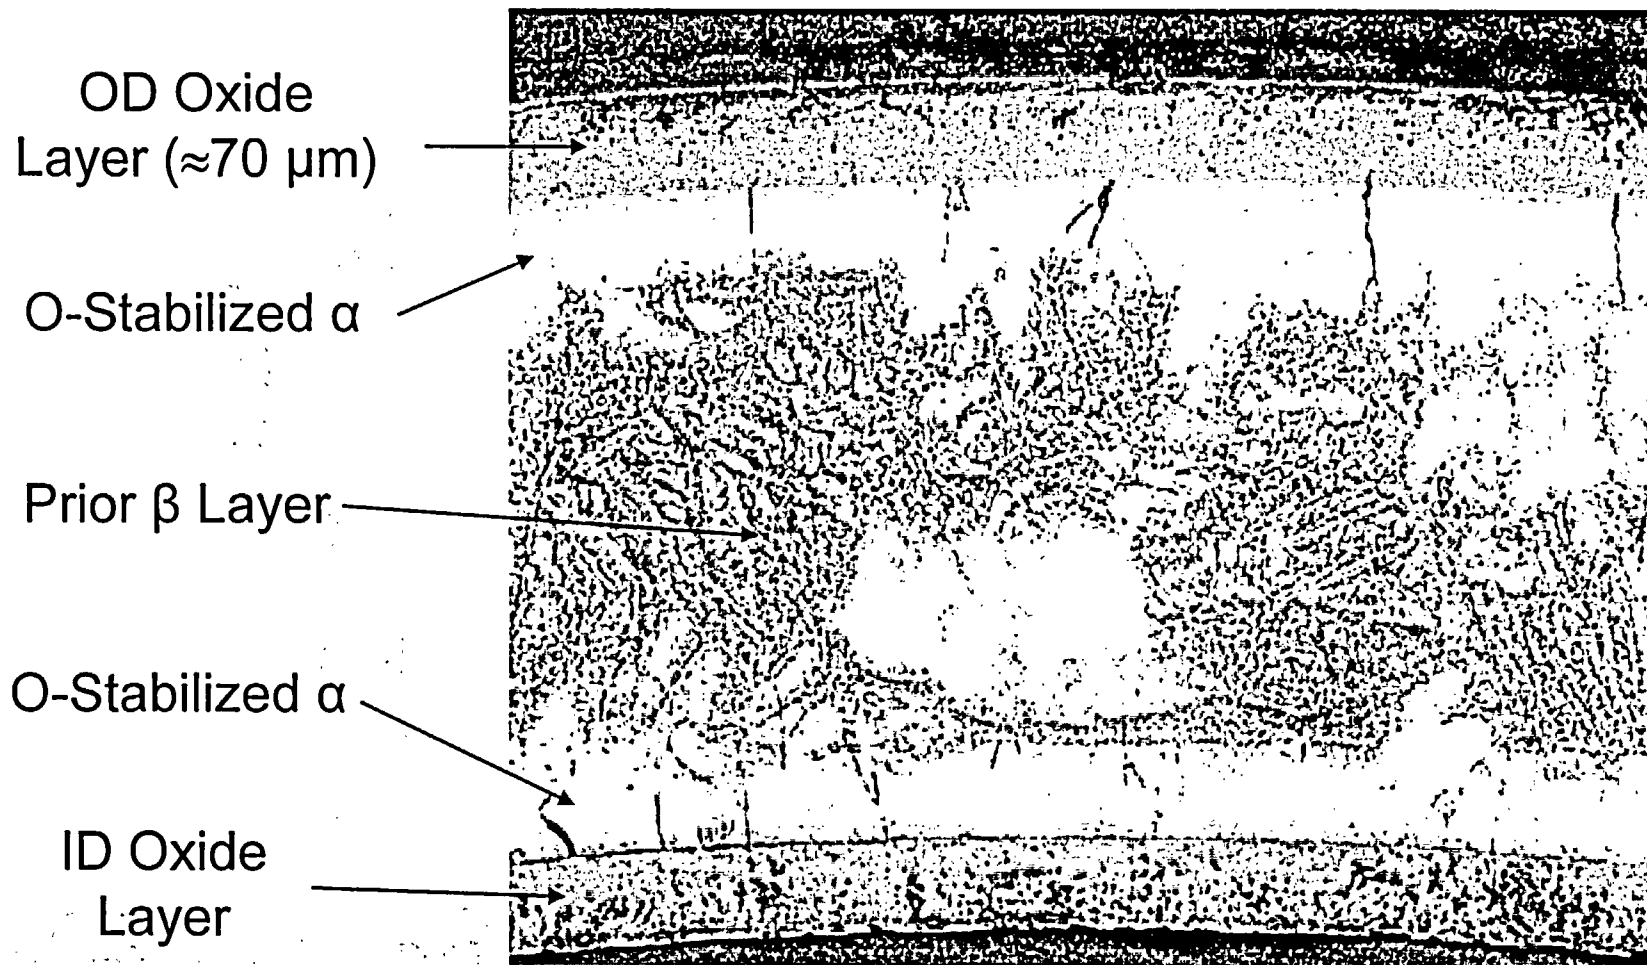 OD Oxide
Layer (≈70 μm)
O-Stabilized α
Prior β Layer
O-Stabilized α
ID Oxide
Layer